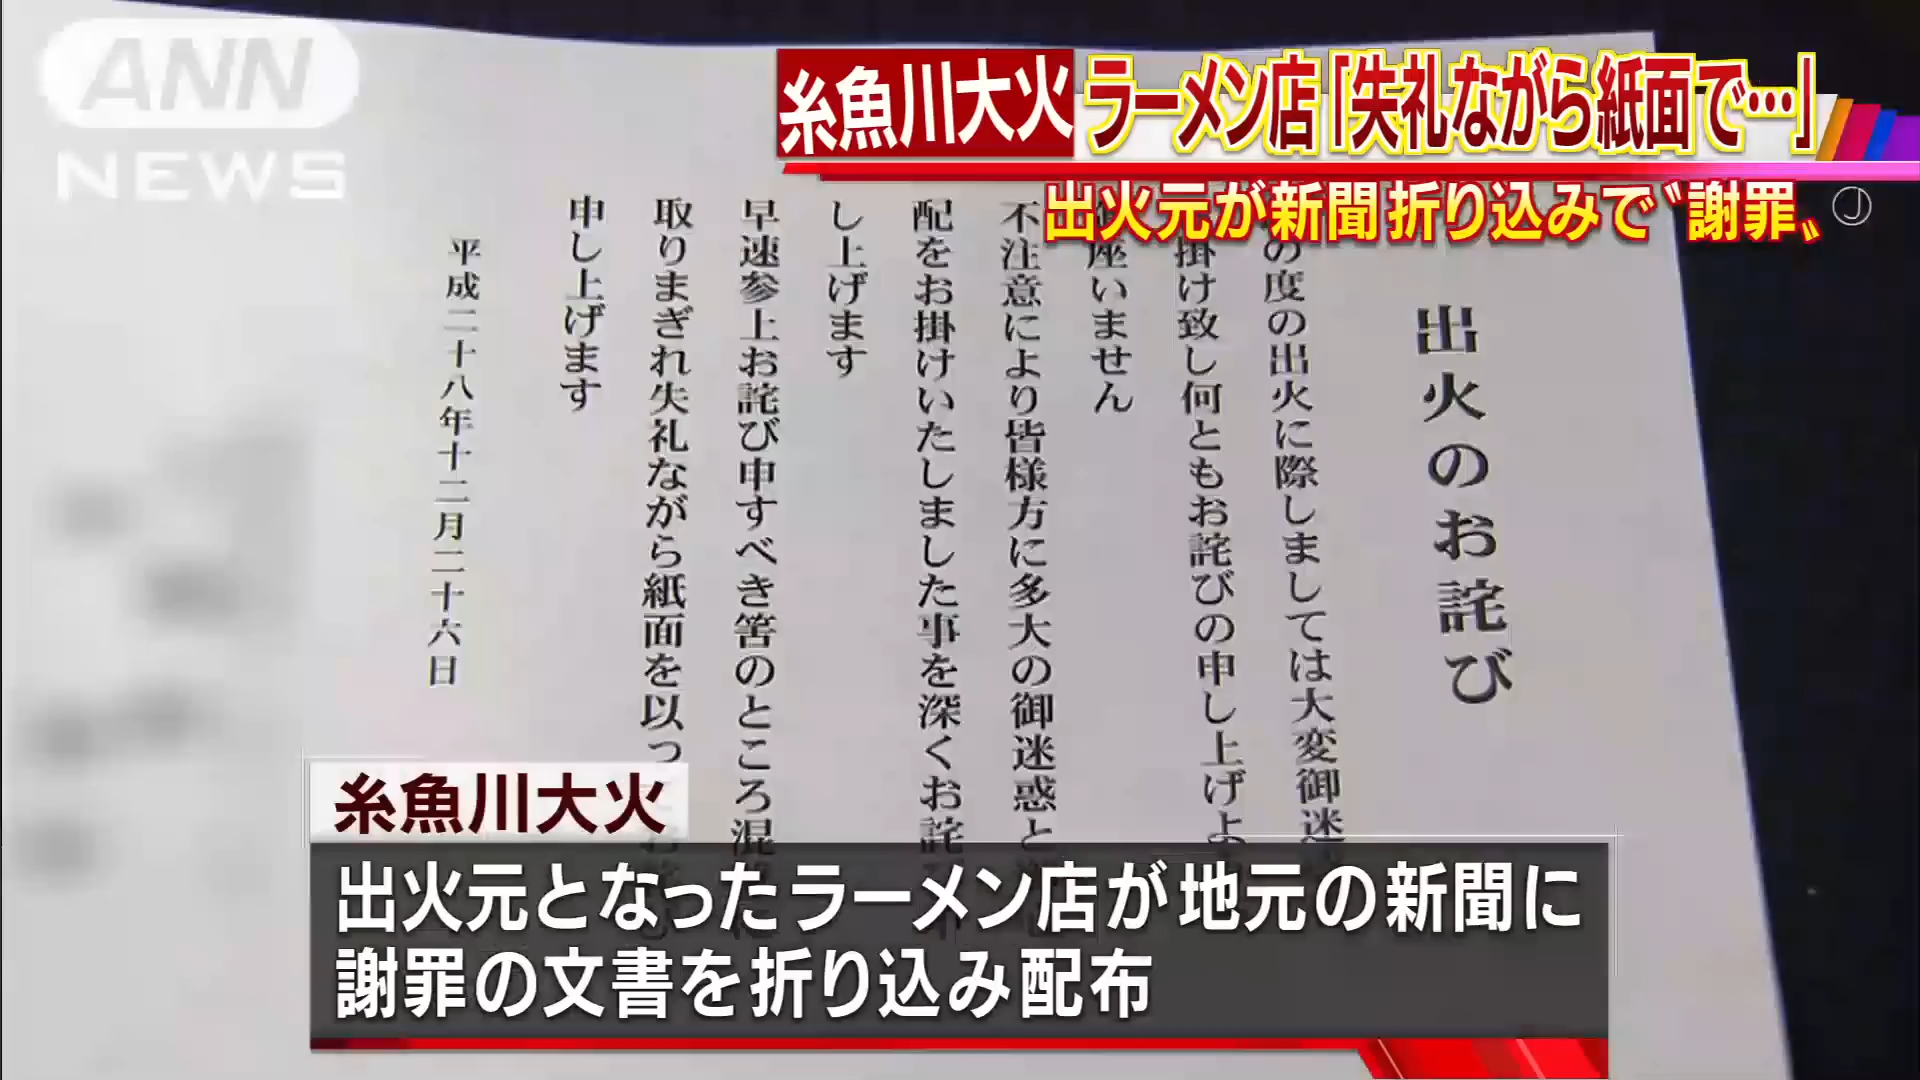 ANN
NEWS
糸魚川大火 ラーメン店「失礼ながら紙面で…」
出火元が新聞折り込みで〝謝罪〟
出火のお詫び
の度の出火に際しましては大変御迷
掛け致し何ともお詫びの申し上げよ
座いません
不注意により皆様方に多大の御迷惑と
配をお掛けいたしました事を深くお詫
し上げます
早速参上お詫び申すべき筈のところ混
取りまぎれ失礼ながら紙面を以っ
申し上げます
平成二十八年十二月二十六日
糸魚川大火
出火元となったラーメン店が地元の新聞に
謝罪の文書を折り込み配布